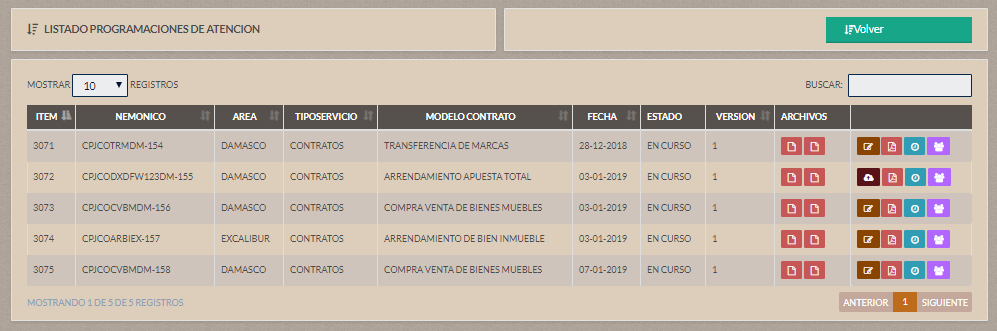 LISTADO PROGRAMACIONES DE ATENCION
Volver
MOSTRAR 10 REGISTROS BUSCAR:
ITEM NEMONICO AREA TIPOSERVICIO MODELO CONTRATO FECHA ESTADO VERSION ARCHIVOS
3071 CPJCOTRMDM-154 DAMASCO CONTRATOS TRANSFERENCIA DE MARCAS 28-12-2018 EN CURSO 1
3072 CPJCODXDFW123DM-155 DAMASCO CONTRATOS ARRENDAMIENTO APUESTA TOTAL 03-01-2019 EN CURSO 1
3073 CPJCOCVBMDM-156 DAMASCO CONTRATOS COMPRA VENTA DE BIENES MUEBLES 03-01-2019 EN CURSO 1
3074 CPJCOARBIEX-157 EXCALIBUR CONTRATOS ARRENDAMIENTO DE BIEN INMUEBLE 03-01-2019 EN CURSO 1
3075 CPJCOCVBMDM-158 DAMASCO CONTRATOS COMPRA VENTA DE BIENES MUEBLES 07-01-2019 EN CURSO 1
MOSTRANDO 1 DE 5 DE 5 REGISTROS ANTERIOR 1 SIGUIENTE